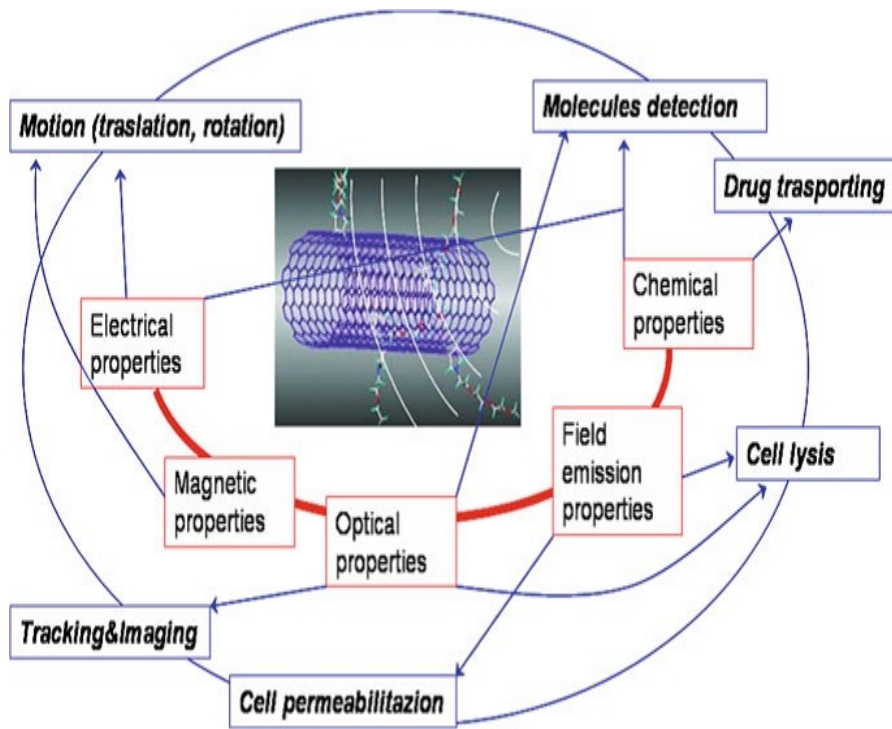 Motion (traslation, rotation)
Molecules detection
Drug trasporting
Electrical
properties
Chemical
properties
Magnetic
properties
Optical
properties
Field
emission
properties
Cell lysis
Tracking&Imaging
Cell permeabilitazion